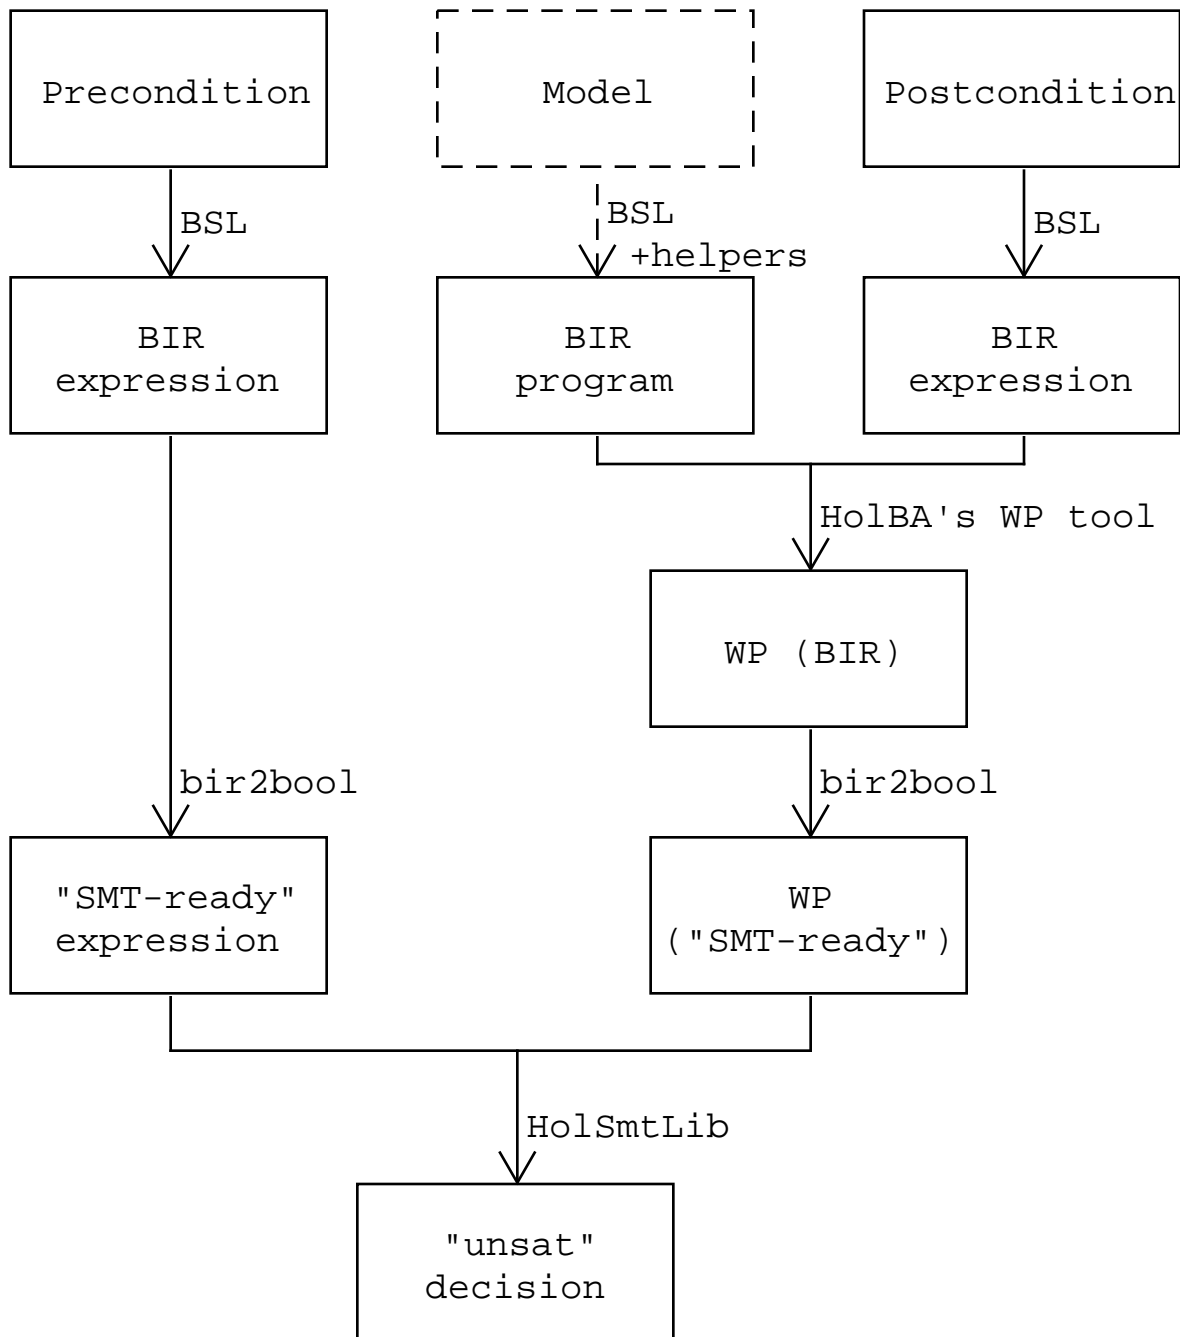 Precondition
Model
Postcondition
BSL
BSL
+helpers
BSL
BIR
expression
BIR
program
BIR
expression
HolBA's WP tool
WP (BIR)
bir2bool
bir2bool
"SMT-ready"
expression
WP
("SMT-ready")
HolSmtLib
"unsat"
decision